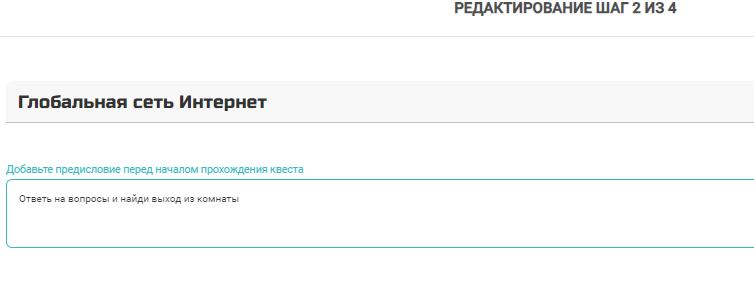 РЕДАКТИРОВАНИЕ ШАГ 2 ИЗ 4
Глобальная сеть Интернет
Добавьте предисловие перед началом прохождения квеста
Ответь на вопросы и найди выход из комнаты